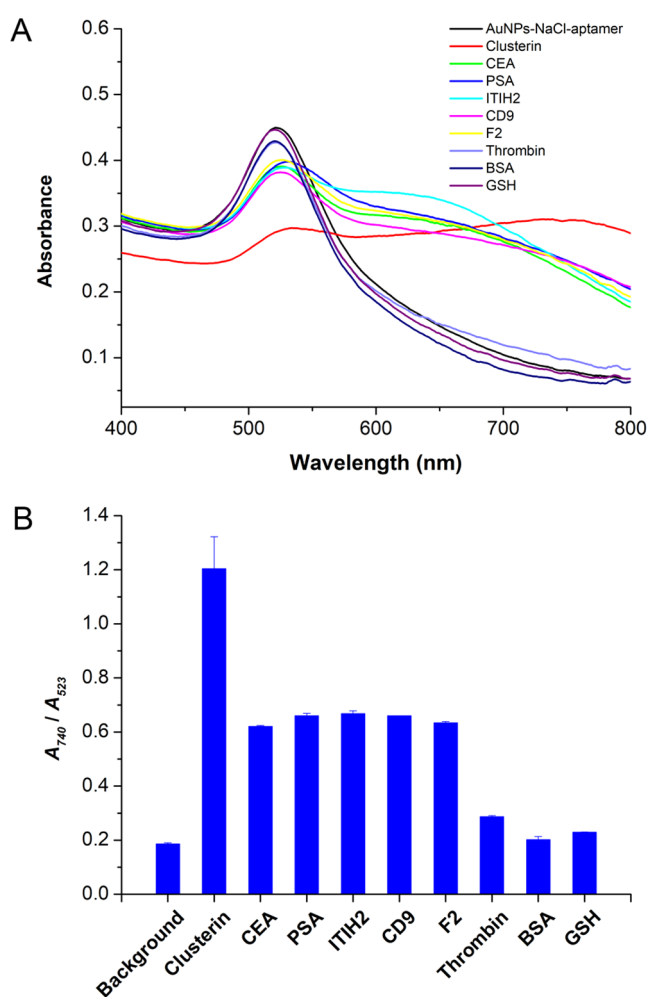 A
0.6
0.5
0.4
0.3
0.2
0.1
Absorbance
400
500
600
700
800
Wavelength (nm)
AuNPs-NaCl-aptamer
Clusterin
CEA
PSA
ITIH2
CD9
F2
Thrombin
BSA
GSH
B
1.4
1.2
1.0
0.8
0.6
0.4
0.2
0.0
A740 / A523
Background
Clusterin
CEA
PSA
ITIH2
CD9
F2
Thrombin
BSA
GSH